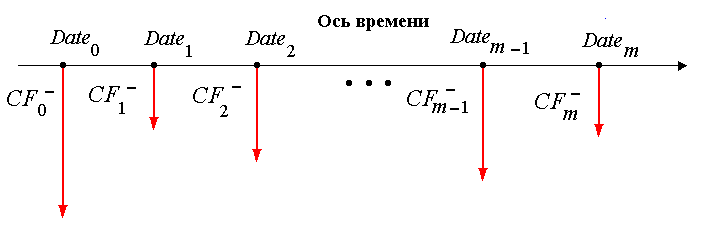 Ось времени
Date₀ Date₁ Date₂ Dateₘ₋₁ Dateₘ
CF₀⁻ CF₁⁻ CF₂⁻ • • • CFₘ₋₁⁻ CFₘ⁻